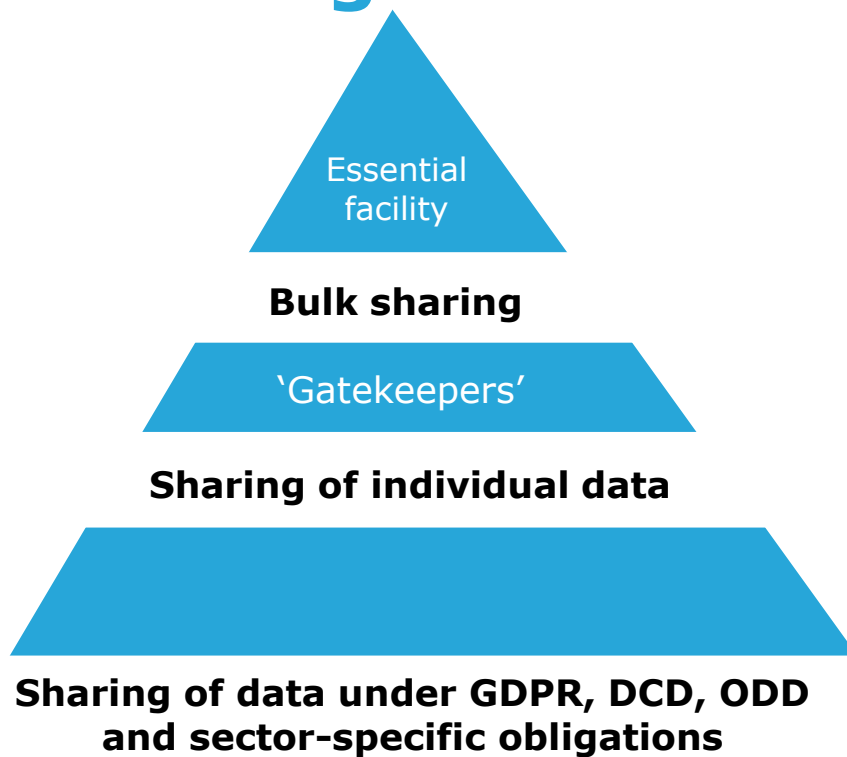 Essential
facility
Bulk sharing
‘Gatekeepers’
Sharing of individual data
Sharing of data under GDPR, DCD, ODD
and sector-specific obligations